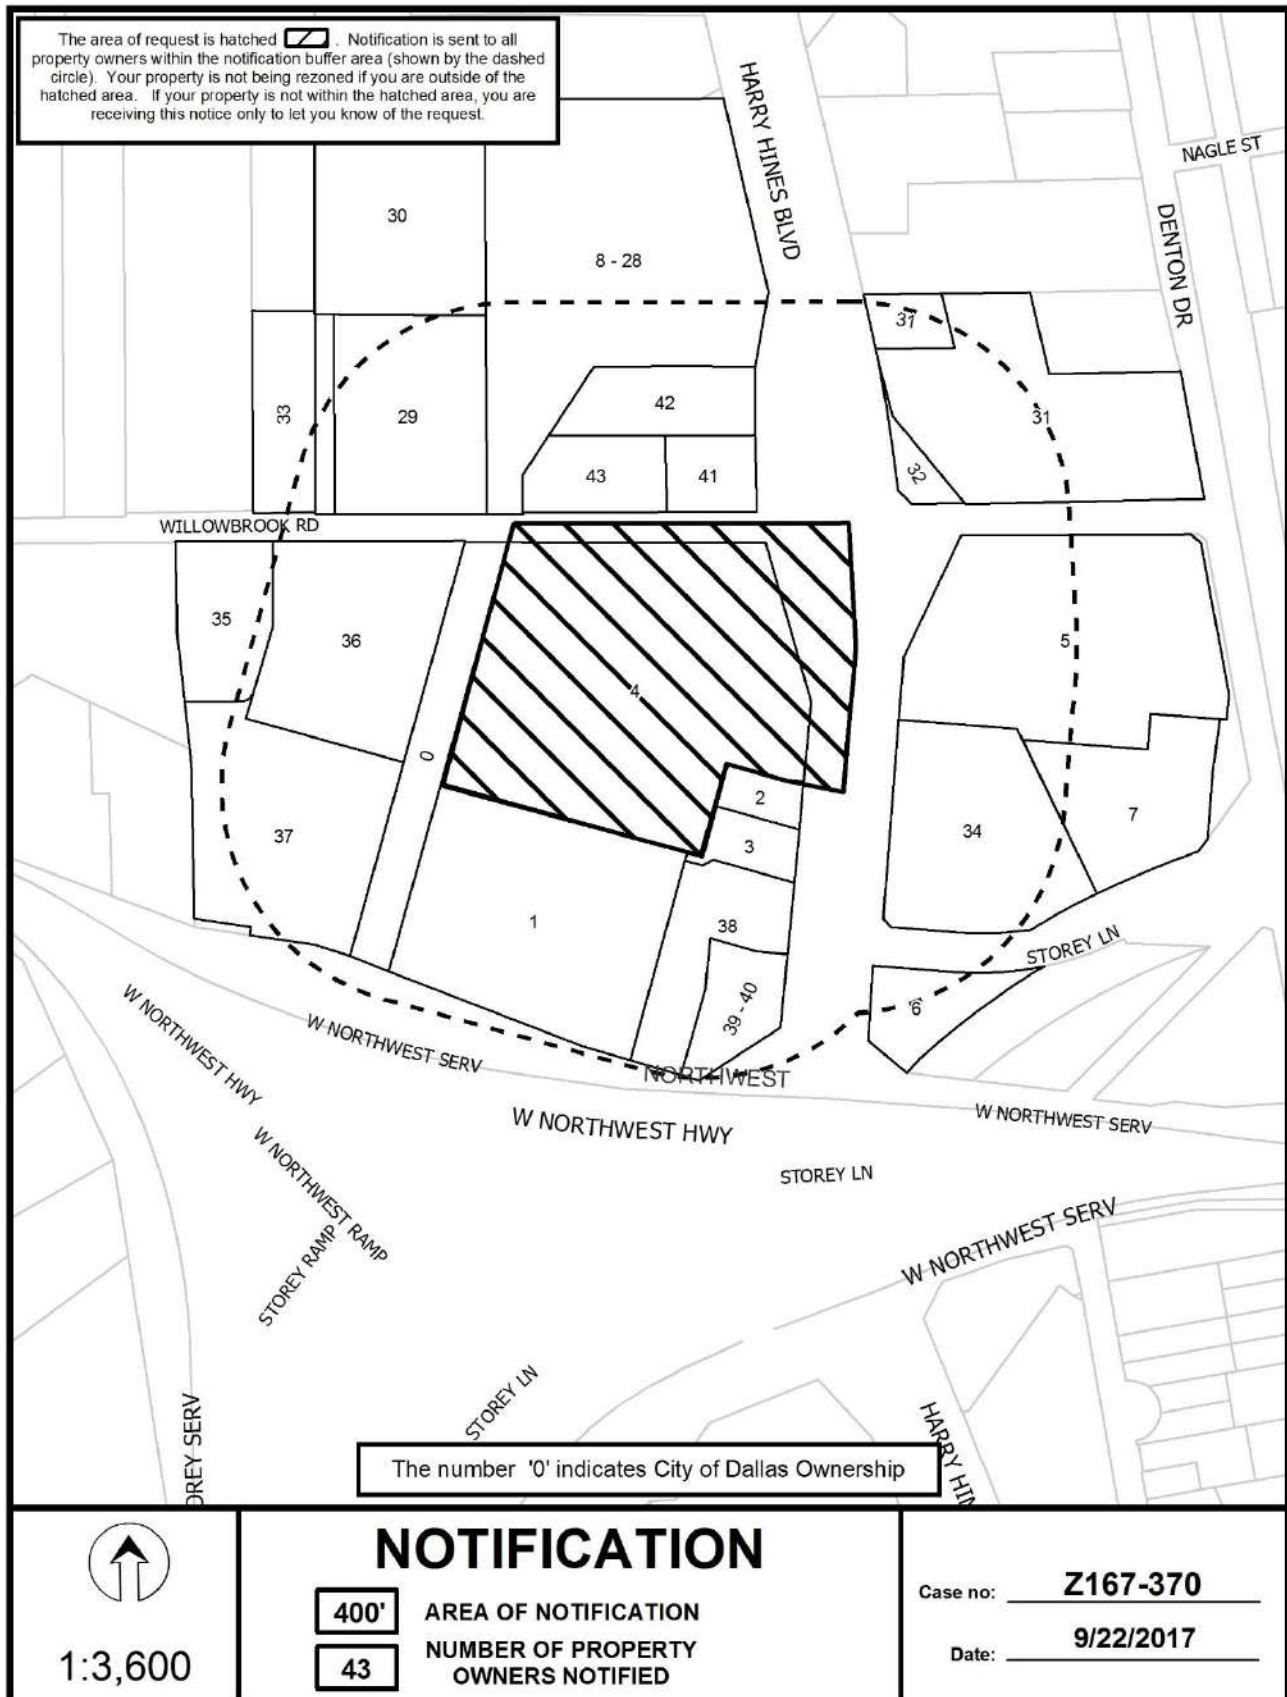 The area of request is hatched . Notification is sent to all
property owners within the notification buffer area (shown by the dashed
circle). Your property is not being rezoned if you are outside of the
hatched area. If your property is not within the hatched area, you are
receiving this notice only to let you know of the request.
HARRY HINES BLVD
NAGLE ST
DENTON DR
30
8 - 28
31
33
29
42
31
43
41
32
WILLOWBROOK RD
35
36
5
4
0
2
37
3
34
7
1
38
STOREY LN
39 - 40
6
W NORTHWEST HWY
W NORTHWEST SERV
NORTHWEST
W NORTHWEST HWY
W NORTHWEST SERV
W NORTHWEST RAMP
STOREY LN
STOREY RAMP
W NORTHWEST SERV
STOREY LN
OREY SERV
HARRY HIN
The number '0' indicates City of Dallas Ownership
1:3,600
NOTIFICATION
400' AREA OF NOTIFICATION
43 NUMBER OF PROPERTY
OWNERS NOTIFIED
Case no: Z167-370
Date: 9/22/2017